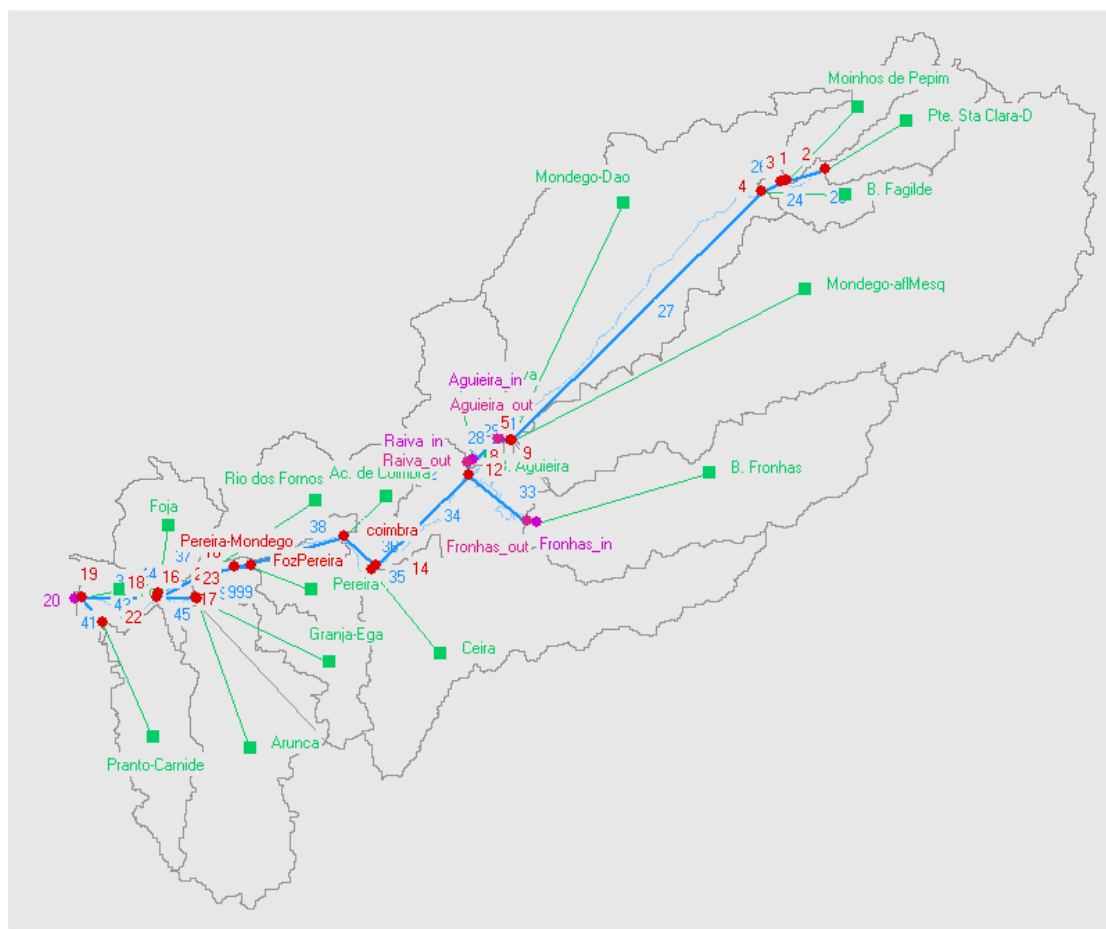 Moinhos de Pepim
Pte. Sta Clara-D
2
1
3
4
24
B. Fagilde
Mondego-Dao
Mondego-aflMesq
27
Aguieira_in
Aguieira_out
5
9
Raiva_in
28
Raiva_out
12
Aguieira
B. Fronhas
33
34
Fronhas_out
Fronhas_in
Rio dos Fornos
Ac. de Coimbra
Foja
38
coimbra
Pereira-Mondego
37
FozPereira
14
35
Pereira
19
18
16
23
17
20
22
45
41
Granja-Ega
Ceira
Arunca
Pranto-Carnide